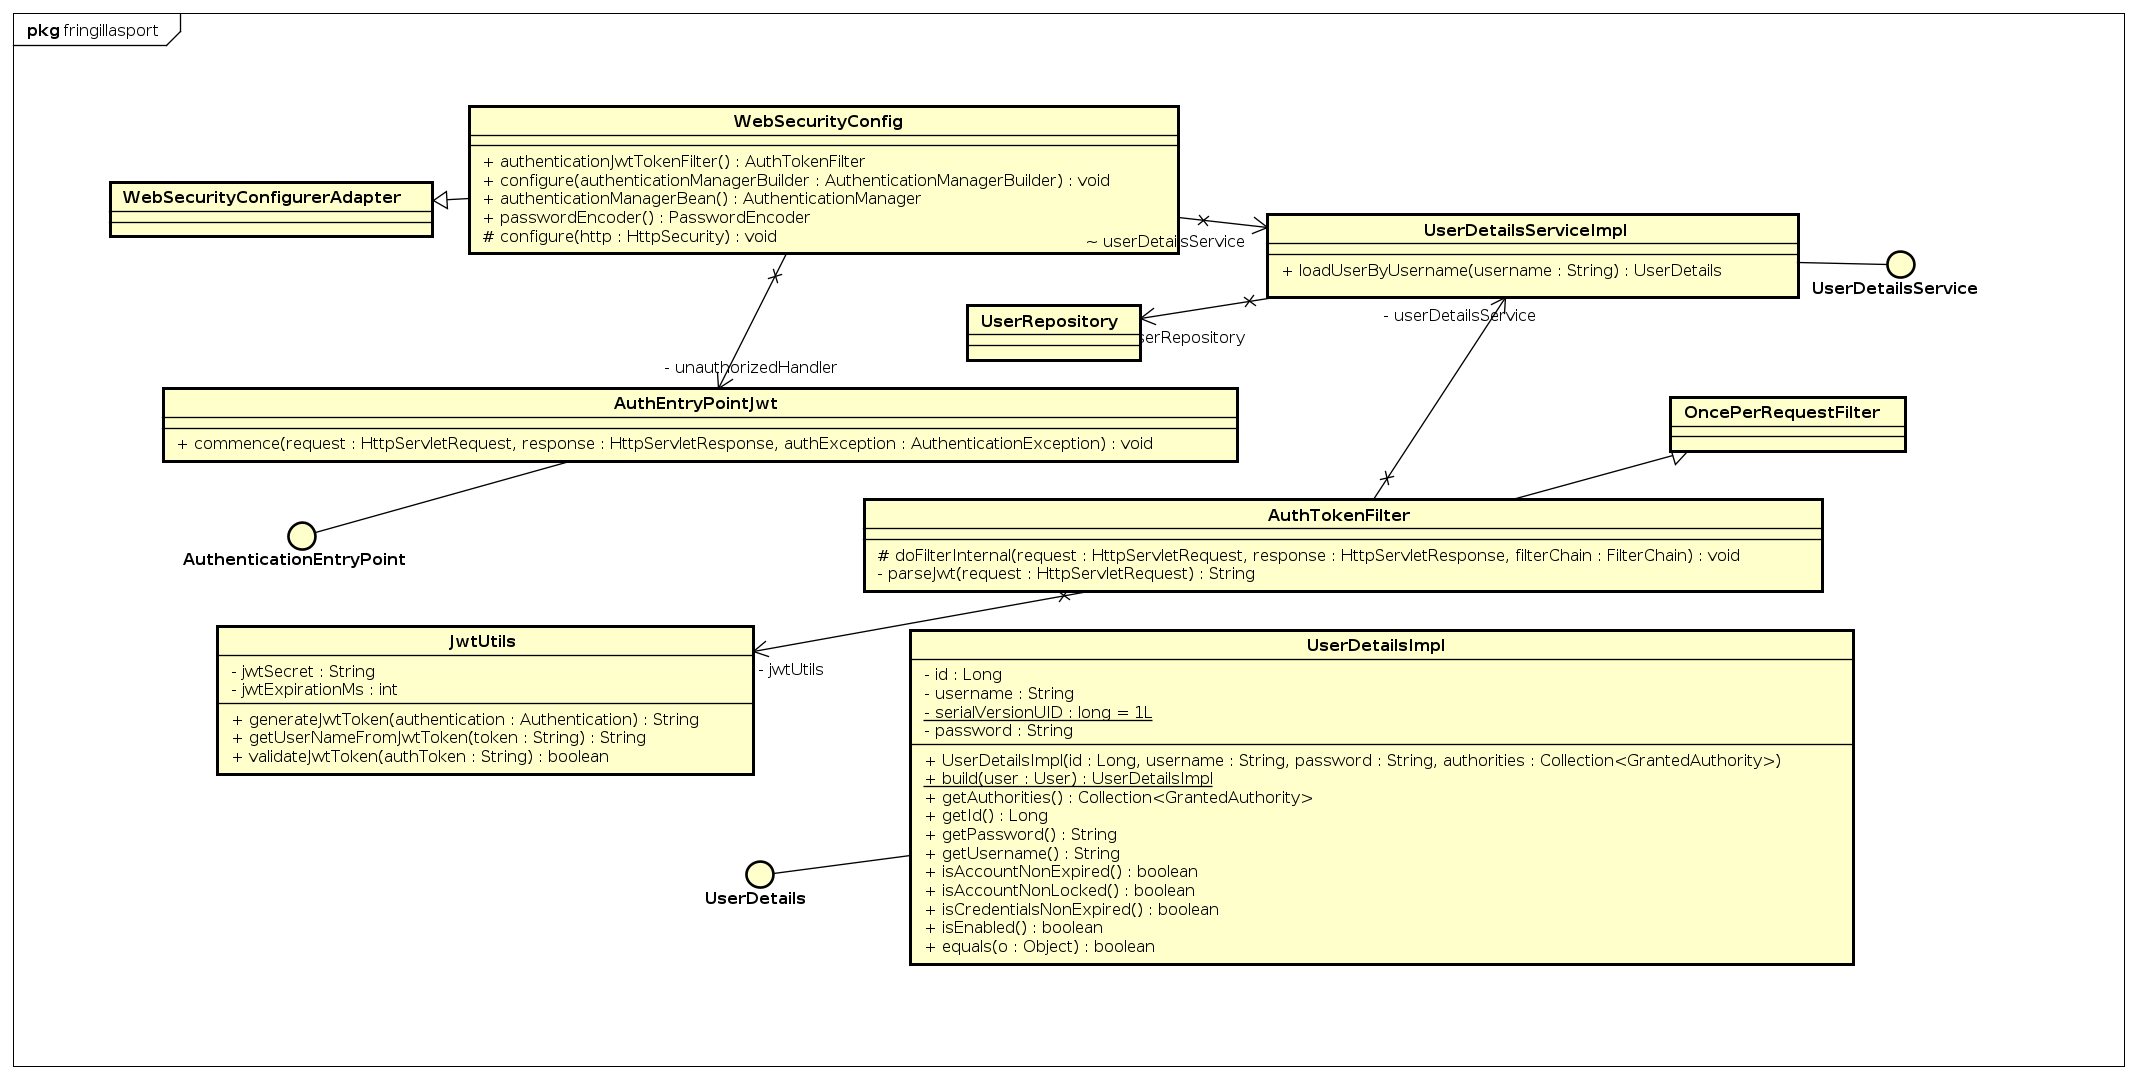 pkg fringillasport
WebSecurityConfig
+ authenticationJwtTokenFilter() : AuthTokenFilter
+ configure(authenticationManagerBuilder : AuthenticationManagerBuilder) : void
+ authenticationManagerBean() : AuthenticationManager
+ passwordEncoder() : PasswordEncoder
# configure(http : HttpSecurity) : void
WebSecurityConfigurerAdapter
~ userDetailsService
UserDetailsServiceImpl
+ loadUserByUsername(username : String) : UserDetails
UserDetailsService
UserRepository
serRepository
- userDetailsService
- unauthorizedHandler
AuthEntryPointJwt
+ commence(request : HttpServletRequest, response : HttpServletResponse, authException : AuthenticationException) : void
OncePerRequestFilter
AuthenticationEntryPoint
AuthTokenFilter
# doFilterInternal(request : HttpServletRequest, response : HttpServletResponse, filterChain : FilterChain) : void
- parseJwt(request : HttpServletRequest) : String
JwtUtils
- jwtSecret : String
- jwtExpirationMs : int
+ generateJwtToken(authentication : Authentication) : String
+ getUserNameFromJwtToken(token : String) : String
+ validateJwtToken(authToken : String) : boolean
- jwtUtils
UserDetailsImpl
- id : Long
- username : String
- serialVersionUID : long = 1L
- password : String
+ UserDetailsImpl(id : Long, username : String, password : String, authorities : Collection<GrantedAuthority>)
+ build(user : User) : UserDetailsImpl
+ getAuthorities() : Collection<GrantedAuthority>
+ getId() : Long
+ getPassword() : String
+ getUsername() : String
+ isAccountNonExpired() : boolean
+ isAccountNonLocked() : boolean
+ isCredentialsNonExpired() : boolean
+ isEnabled() : boolean
+ equals(o : Object) : boolean
UserDetails